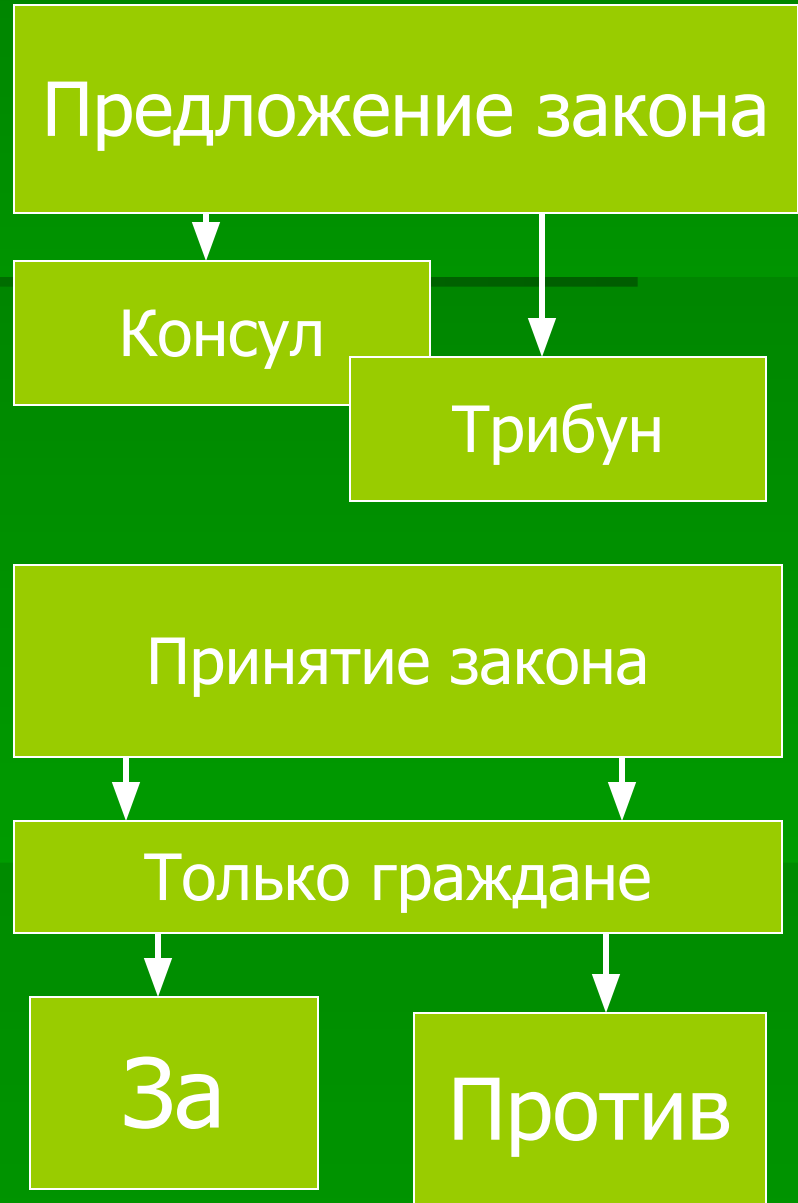 Предложение закона
Консул
Трибун
Принятие закона
Только граждане
За
Против